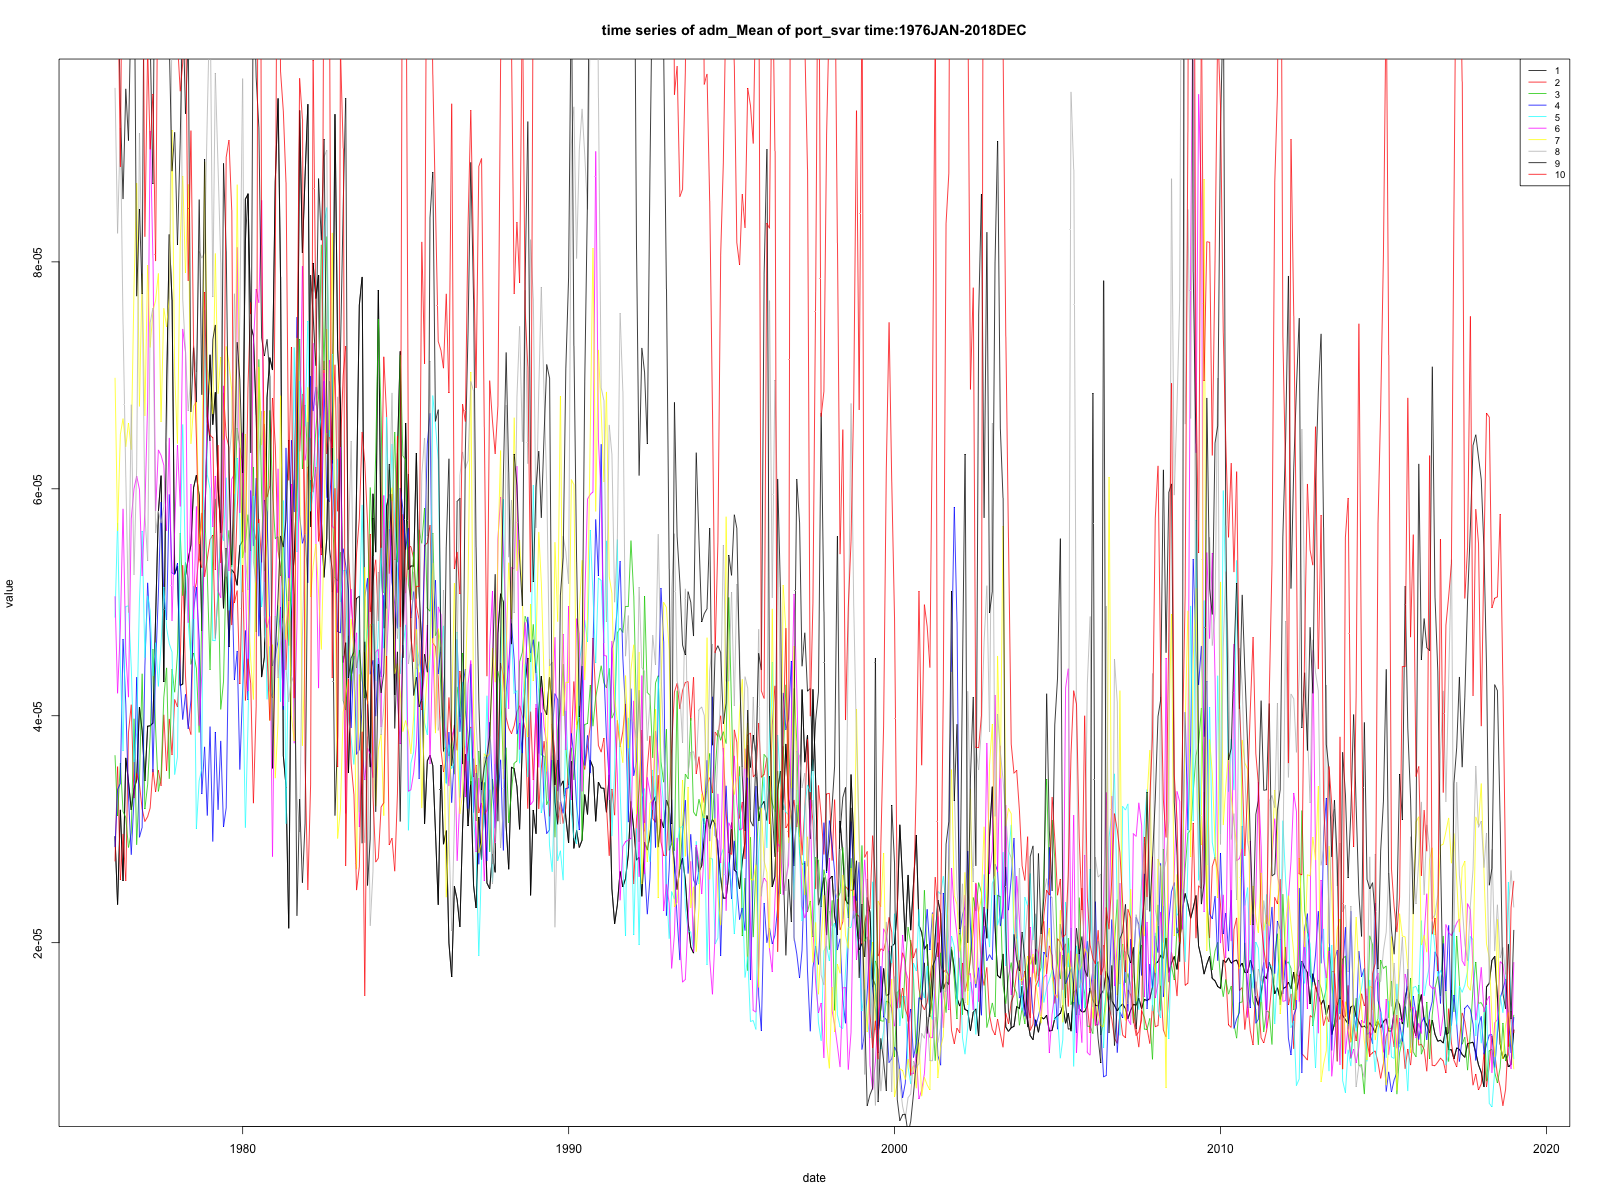 time series of adm_Mean of port_svar time:1976JAN-2018DEC
1
2
3
4
5
6
7
8
9
10
8e-05
6e-05
4e-05
2e-05
value
1980
1990
2000
2010
2020
date